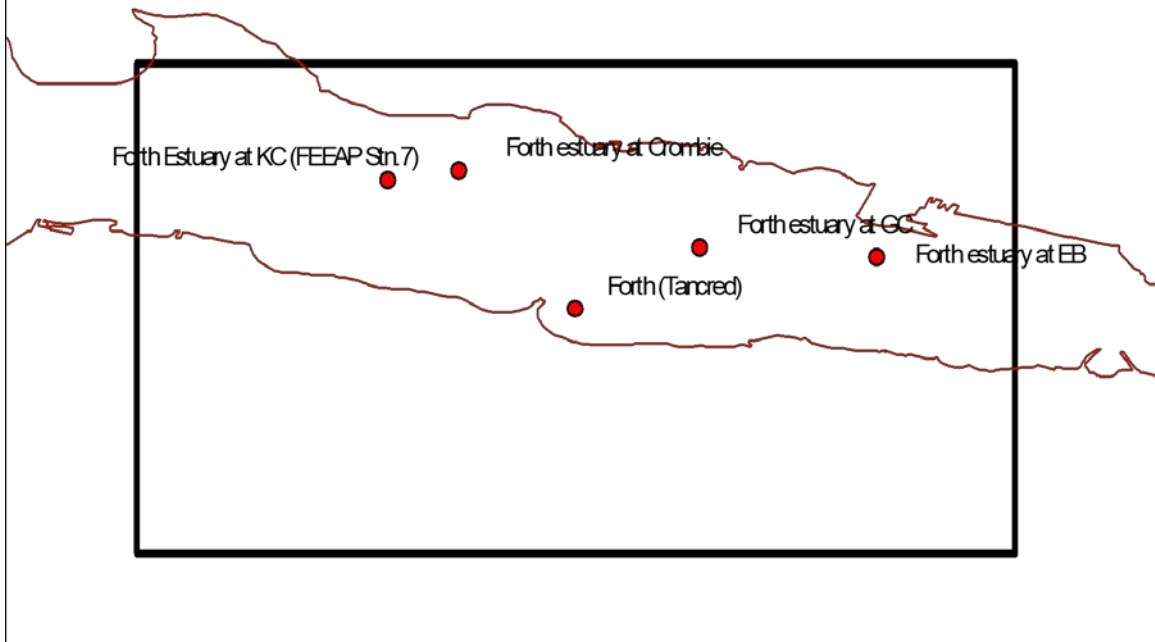 Forth Estuary at KC (FEEAP Stn.7)
Forth estuary at Crombie
Forth estuary at GC
Forth estuary at EB
Forth (Tancred)